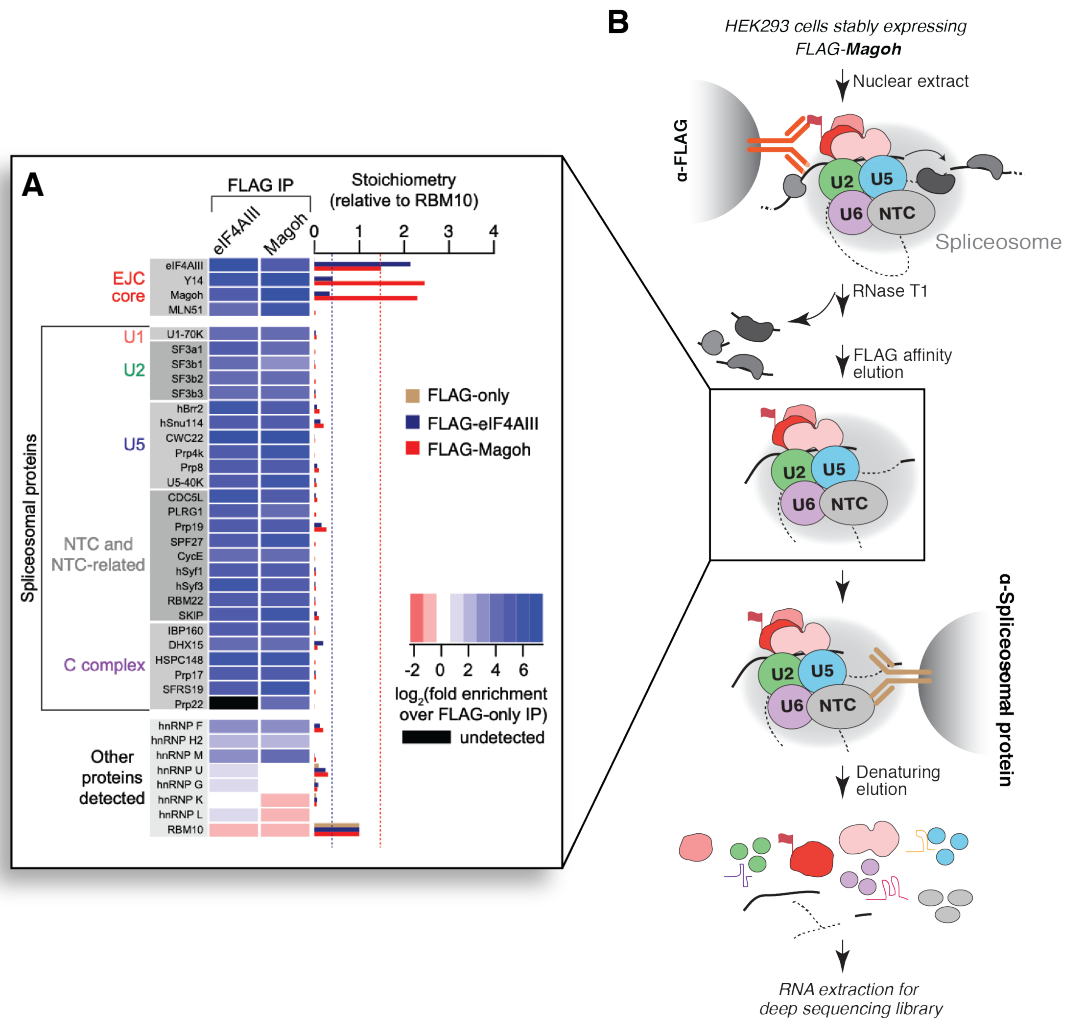 A
FLAG IP
eIF4AIII
Magoh
Stoichiometry
(relative to RBM10)
0 1 2 3 4
EJC
core
eIF4AIII
Y14
Magoh
MLN51
Spliceosomal proteins
U1
U1-70K
U2
SF3a1
SF3b1
SF3b2
SF3b3
U5
hBrr2
hSnu114
CWC22
Prp4k
Prp8
U5-40K
NTC and
NTC-related
CDC5L
PLRG1
Prp19
SPF27
CycE
hSyf1
hSyf3
RBM22
SKIP
C complex
IBP160
DHX15
HSPC148
Prp17
SFRS19
Prp22
Other
proteins
detected
hnRNP F
hnRNP H2
hnRNP M
hnRNP U
hnRNP G
hnRNP K
hnRNP L
RBM10
FLAG-only
FLAG-eIF4AIII
FLAG-Magoh
-2 0 2 4 6
log2(fold enrichment
over FLAG-only IP)
undetected
B
HEK293 cells stably expressing
FLAG-Magoh
Nuclear extract
α-FLAG
U2 U5
U6 NTC
Spliceosome
RNase T1
FLAG affinity
elution
U2 U5
U6 NTC
α-Spliceosomal protein
U2 U5
U6 NTC
Denaturing
elution
RNA extraction for
deep sequencing library